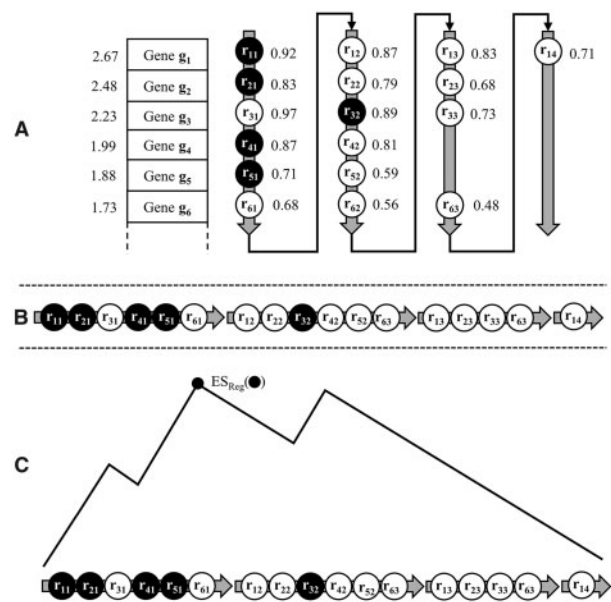 2.67 Gene g1 r11 0.92 r12 0.87 r13 0.83 r14 0.71
2.48 Gene g2 r21 0.83 r22 0.79 r23 0.68
A 2.23 Gene g3 r31 0.97 r32 0.89 r33 0.73
1.99 Gene g4 r41 0.87 r42 0.81
1.88 Gene g5 r51 0.71 r52 0.59
1.73 Gene g6 r61 0.68 r62 0.56 r63 0.48
B r11 r21 r31 r41 r51 r61 r12 r22 r32 r42 r52 r63 r13 r23 r33 r63 r14
ESReg(●)
C
r11 r21 r31 r41 r51 r61 r12 r22 r32 r42 r52 r63 r13 r23 r33 r63 r14